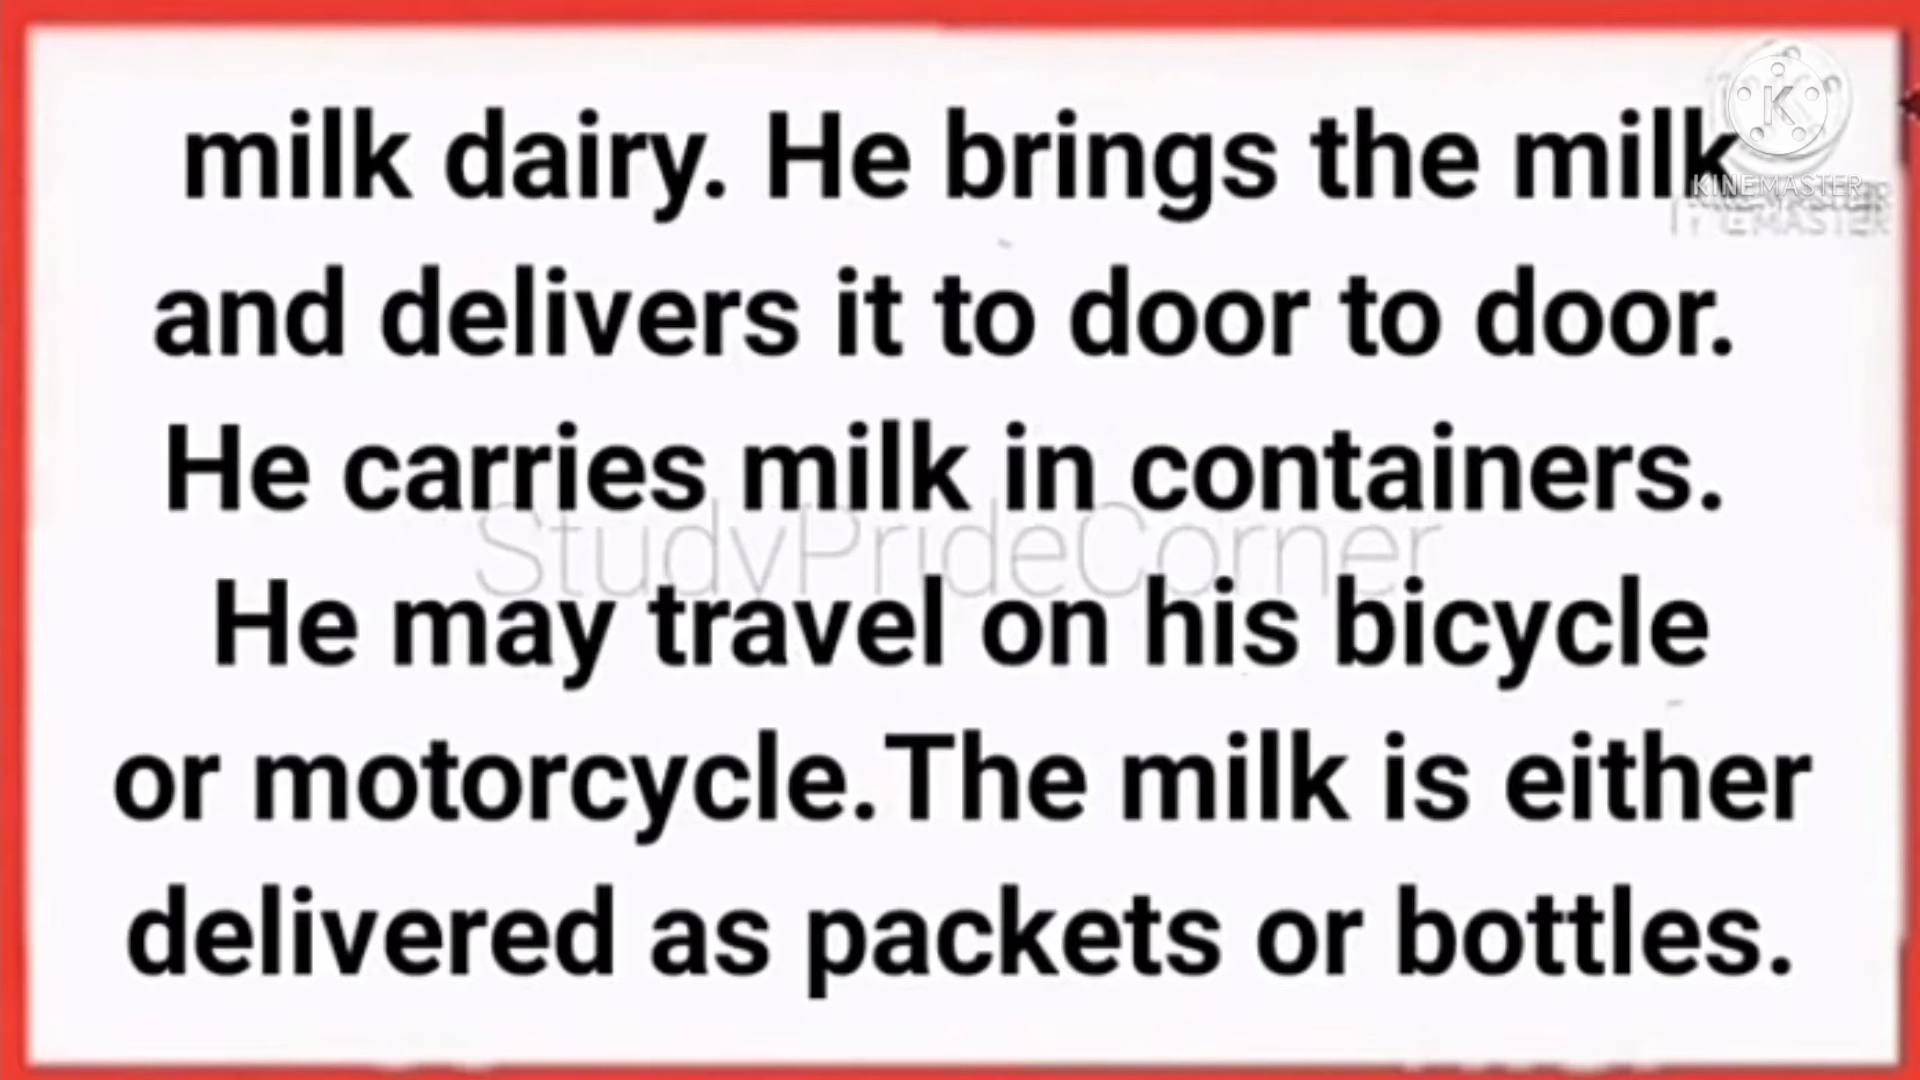 milk dairy. He brings the milk
and delivers it to door to door.
He carries milk in containers.
StudyPrideCorner
He may travel on his bicycle
or motorcycle.The milk is either
delivered as packets or bottles.
K
KINEMASTER
KINEMASTER